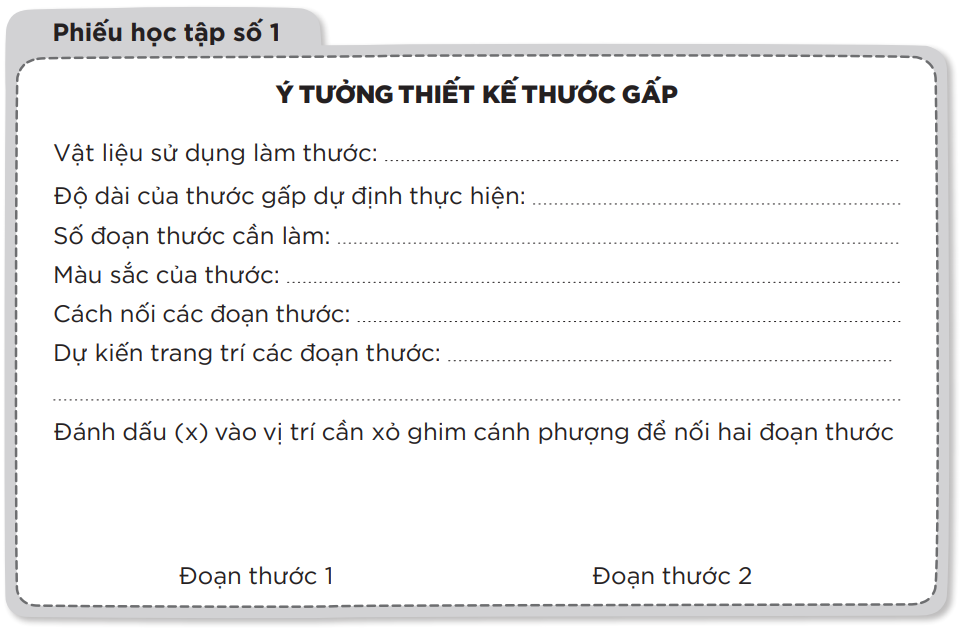 Phiếu học tập số 1
Ý TƯỞNG THIẾT KẾ THƯỚC GẤP
Vật liệu sử dụng làm thước:
Độ dài của thước gấp dự định thực hiện:
Số đoạn thước cần làm:
Màu sắc của thước:
Cách nối các đoạn thước:
Dự kiến trang trí các đoạn thước:
Đánh dấu (x) vào vị trí cần xỏ ghim cánh phượng để nối hai đoạn thước
Đoạn thước 1 Đoạn thước 2